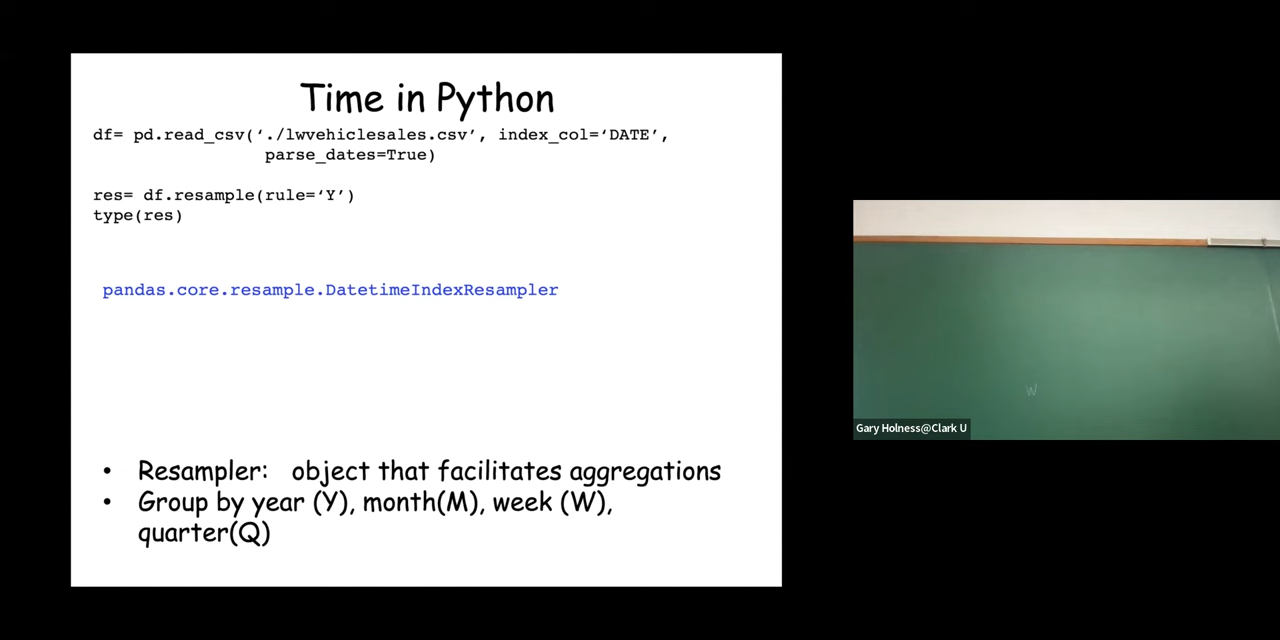 Time in Python
df= pd.read_csv(‘./lwvehiclesales.csv’, index_col=‘DATE’,
parse_dates=True)
res= df.resample(rule=‘Y’)
type(res)
pandas.core.resample.DatetimeIndexResampler
• Resampler: object that facilitates aggregations
• Group by year (Y), month(M), week (W),
quarter(Q)
W
Gary Holness@Clark U